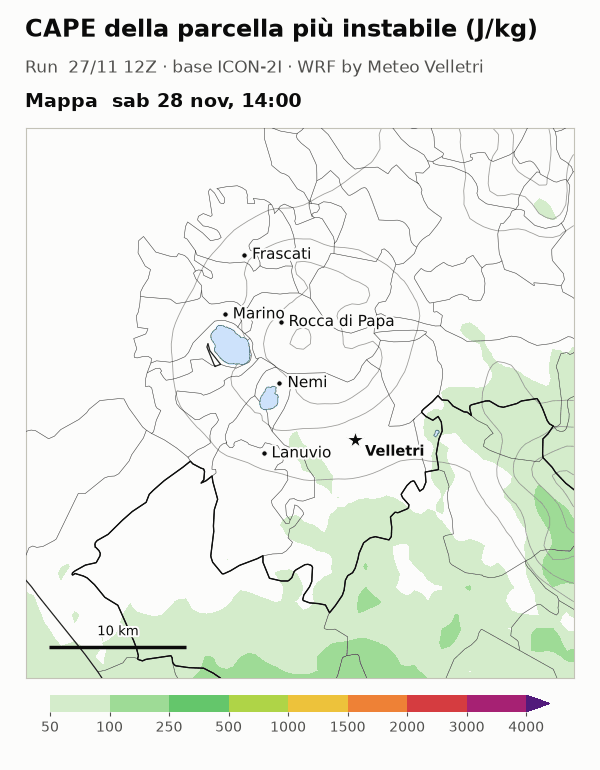 CAPE della parcella più instabile (J/kg)
Run  27/11 12Z · base ICON-2I · WRF by Meteo Velletri
Mappa  sab 28 nov, 14:00
Frascati
Marino
Rocca di Papa
Nemi
Velletri
Lanuvio
10 km
50 100 250 500 1000 1500 2000 3000 4000